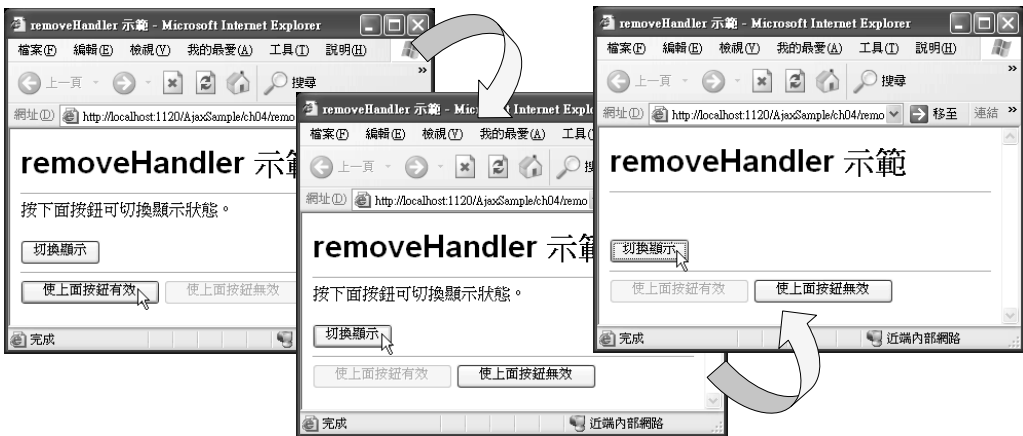 removeHandler 示範 - Microsoft Internet Explorer
檔案(F) 編輯(E) 檢視(V) 我的最愛(A) 工具(T) 說明(H)
上一頁 搜尋 »
網址(D) http://localhost:1120/AjaxSample/ch04/remo
removeHandler 示範
按下面按鈕可切換顯示狀態。
切換顯示
使上面按鈕有效 使上面按鈕無效
完成
removeHandler 示範 - Internet
檔案(F) 編輯(E) 檢視(V) 我的最愛(A) 工具(
上一頁
網址(D) http://localhost:1120/AjaxSample/ch04/remo
removeHandler 示範
按下面按鈕可切換顯示狀態。
切換顯示
使上面按鈕有效 使上面按鈕無效
完成 近端內部網路
removeHandler 示範 - Microsoft Internet Explorer
檔案(F) 編輯(E) 檢視(V) 我的最愛(A) 工具(T) 說明(H)
上一頁 搜尋 »
網址(D) http://localhost:1120/AjaxSample/ch04/remo 移至 連結 »
removeHandler 示範
切換顯示
使上面按鈕有效 使上面按鈕無效
完成 近端內部網路